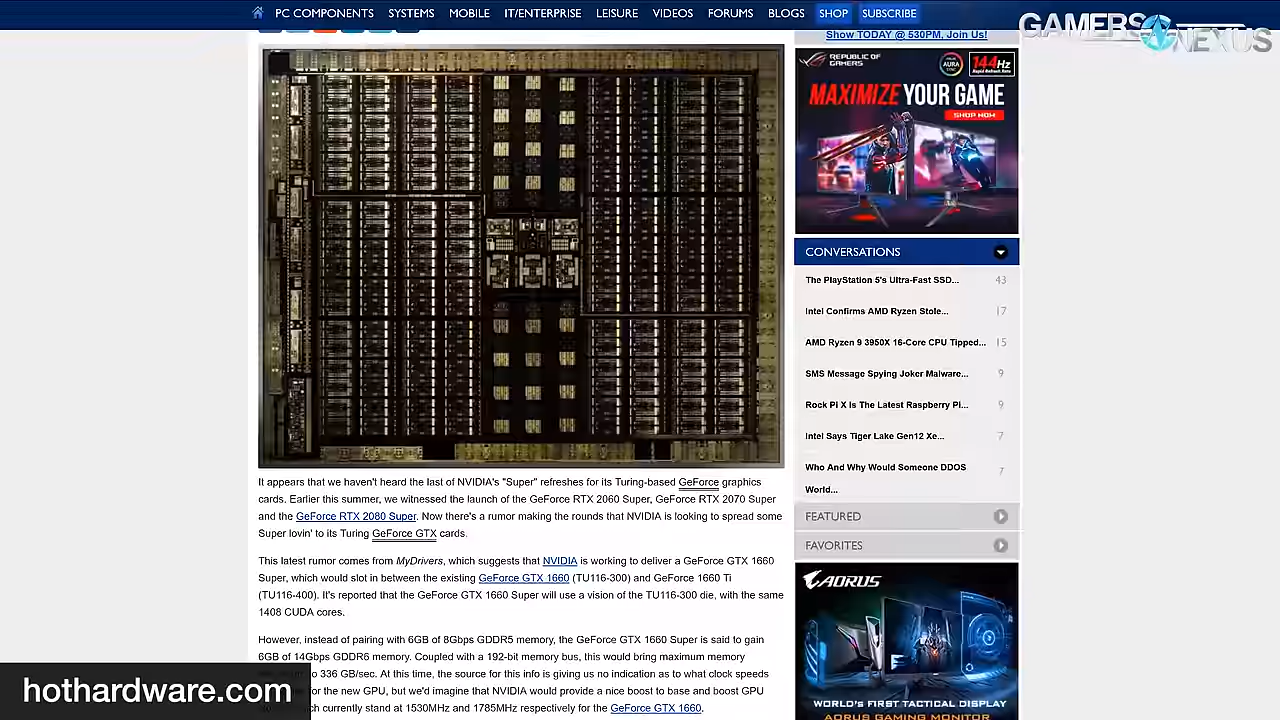 PC COMPONENTS SYSTEMS MOBILE IT/ENTERPRISE LEISURE VIDEOS FORUMS BLOGS SHOP SUBSCRIBE
GAMERS NEXUS
Show TODAY @ 530PM, Join Us!
REPUBLIC OF GAMERS
AURA SYNC
144Hz
Rapid Refresh Rate
MAXIMIZE YOUR GAME
SHOP NOW
CONVERSATIONS
The PlayStation 5's Ultra-Fast SSD... 43
Intel Confirms AMD Ryzen Stole... 17
AMD Ryzen 9 3950X 16-Core CPU Tipped... 15
SMS Message Spying Joker Malware... 9
Rock Pi X Is The Latest Raspberry Pi... 9
Intel Says Tiger Lake Gen12 Xe... 7
Who And Why Would Someone DDOS
World... 7
FEATURED
FAVORITES
AORUS
WORLD'S FIRST TACTICAL DISPLAY
AORUS GAMING MONITOR
It appears that we haven't heard the last of NVIDIA's "Super" refreshes for its Turing-based GeForce graphics
cards. Earlier this summer, we witnessed the launch of the GeForce RTX 2060 Super, GeForce RTX 2070 Super
and the GeForce RTX 2080 Super. Now there's a rumor making the rounds that NVIDIA is looking to spread some
Super lovin' to its Turing GeForce GTX cards.
This latest rumor comes from MyDrivers, which suggests that NVIDIA is working to deliver a GeForce GTX 1660
Super, which would slot in between the existing GeForce GTX 1660 (TU116-300) and GeForce 1660 Ti
(TU116-400). It's reported that the GeForce GTX 1660 Super will use a vision of the TU116-300 die, with the same
1408 CUDA cores.
However, instead of pairing with 6GB of 8Gbps GDDR5 memory, the GeForce GTX 1660 Super is said to gain
6GB of 14Gbps GDDR6 memory. Coupled with a 192-bit memory bus, this would bring maximum memory
336 GB/sec. At this time, the source for this info is giving us no indication as to what clock speeds
for the new GPU, but we'd imagine that NVIDIA would provide a nice boost to base and boost GPU
currently stand at 1530MHz and 1785MHz respectively for the GeForce GTX 1660.
hothardware.com